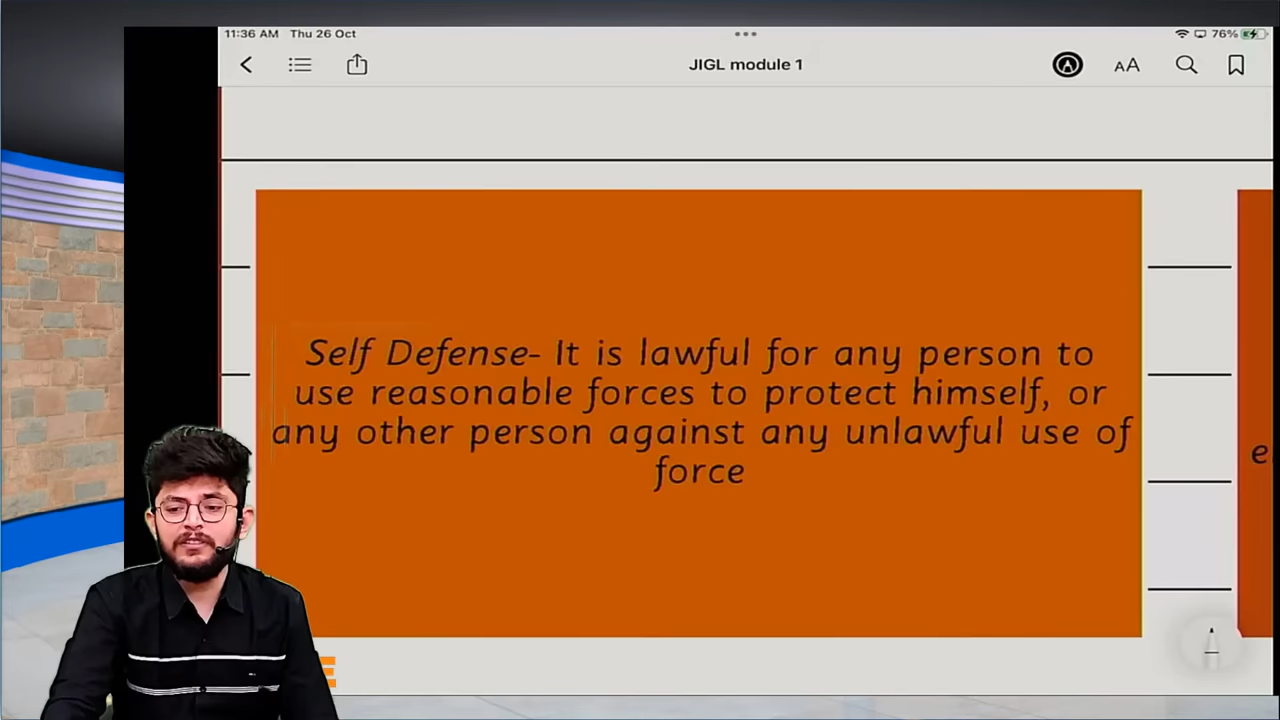 11:36 AM Thu 26 Oct
76%
JIGL module 1
AA
Self Defense- It is lawful for any person to
use reasonable forces to protect himself, or
any other person against any unlawful use of
force
e